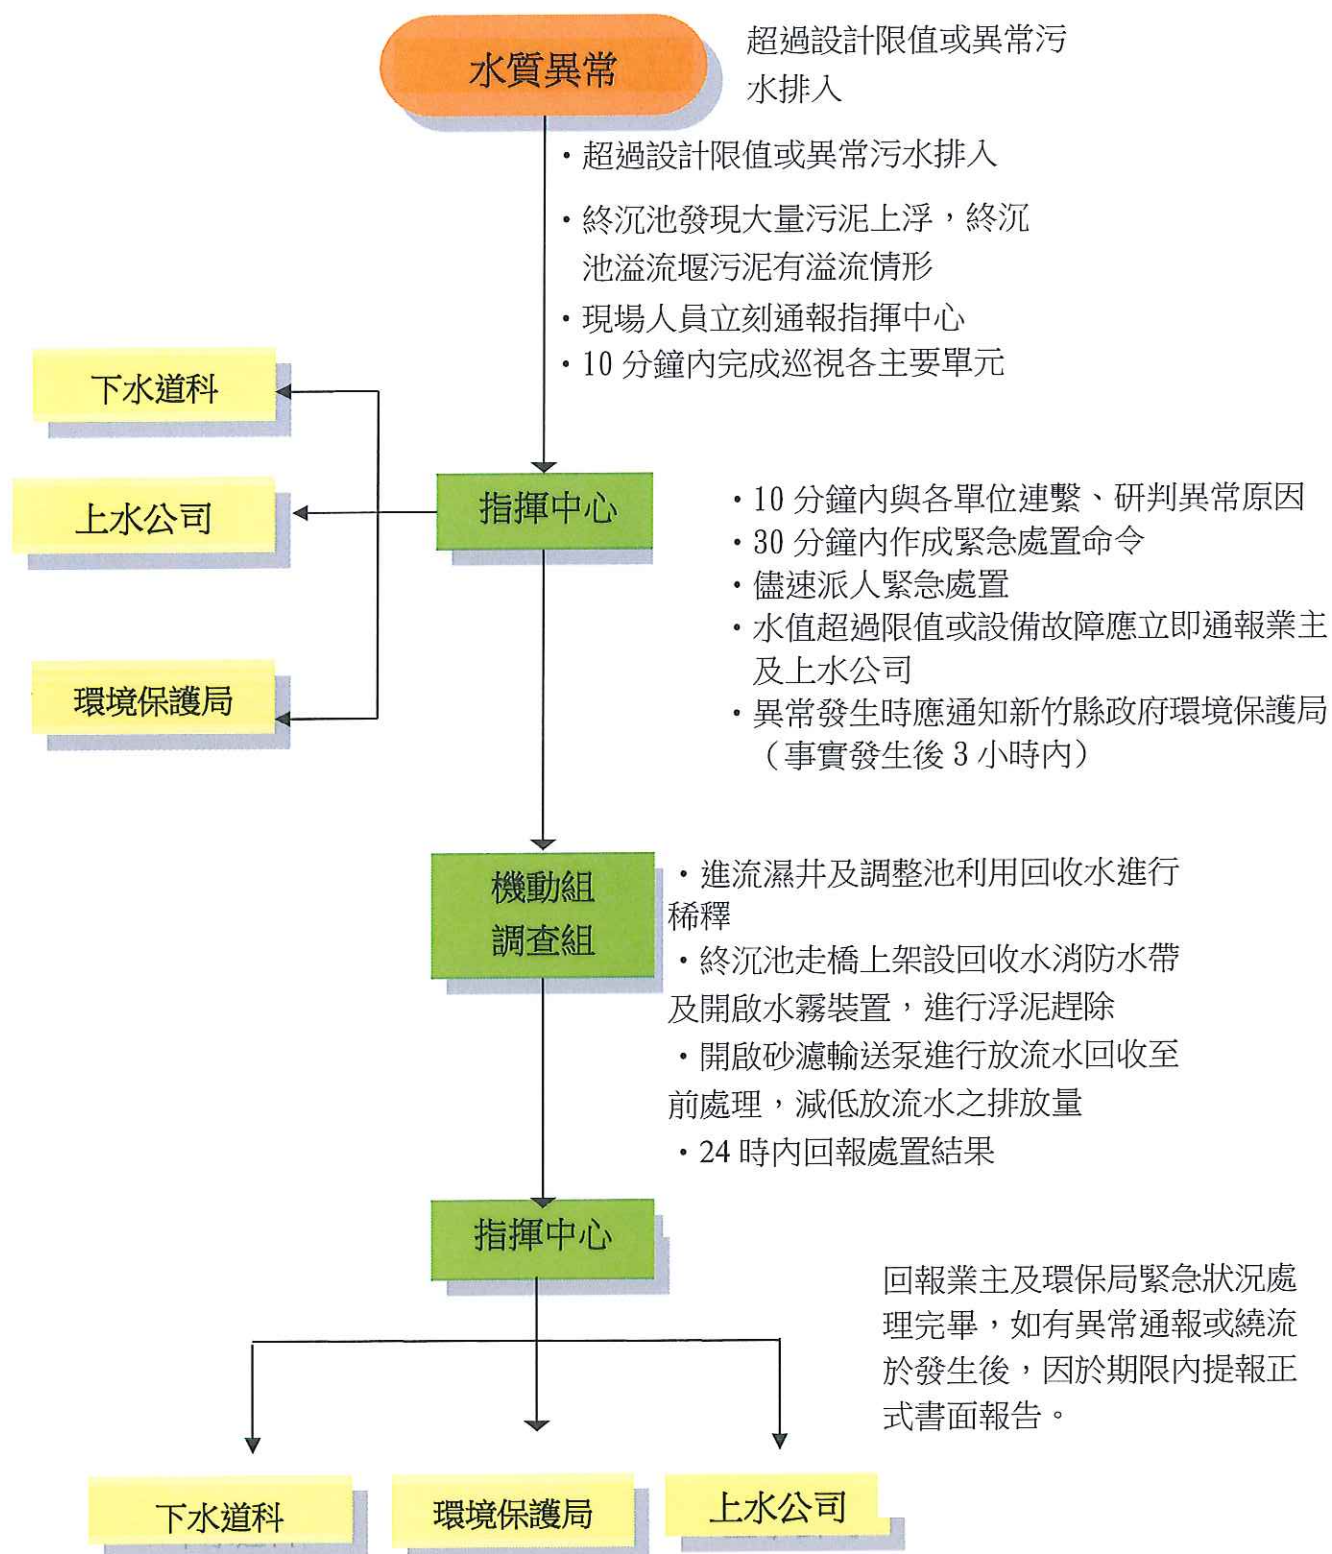 水質異常
超過設計限值或異常污
水排入
・超過設計限值或異常污水排入
・終沉池發現大量污泥上浮，終沉
池溢流堰污泥有溢流情形
・現場人員立刻通報指揮中心
・10 分鐘內完成巡視各主要單元
下水道科
上水公司
環境保護局
指揮中心
・10 分鐘內與各單位連繫、研判異常原因
・30 分鐘內作成緊急處置命令
・儘速派人緊急處置
・水值超過限值或設備故障應立即通報業主
及上水公司
・異常發生時應通知新竹縣政府環境保護局
（事實發生後 3 小時內）
機動組
調查組
・進流濕井及調整池利用回收水進行
稀釋
・終沉池走橋上架設回收水消防水帶
及開啟水霧裝置，進行浮泥趕除
・開啟砂濾輸送泵進行放流水回收至
前處理，減低放流水之排放量
・24 時內回報處置結果
指揮中心
回報業主及環保局緊急狀況處
理完畢，如有異常通報或繞流
於發生後，因於期限內提報正
式書面報告。
下水道科
環境保護局
上水公司